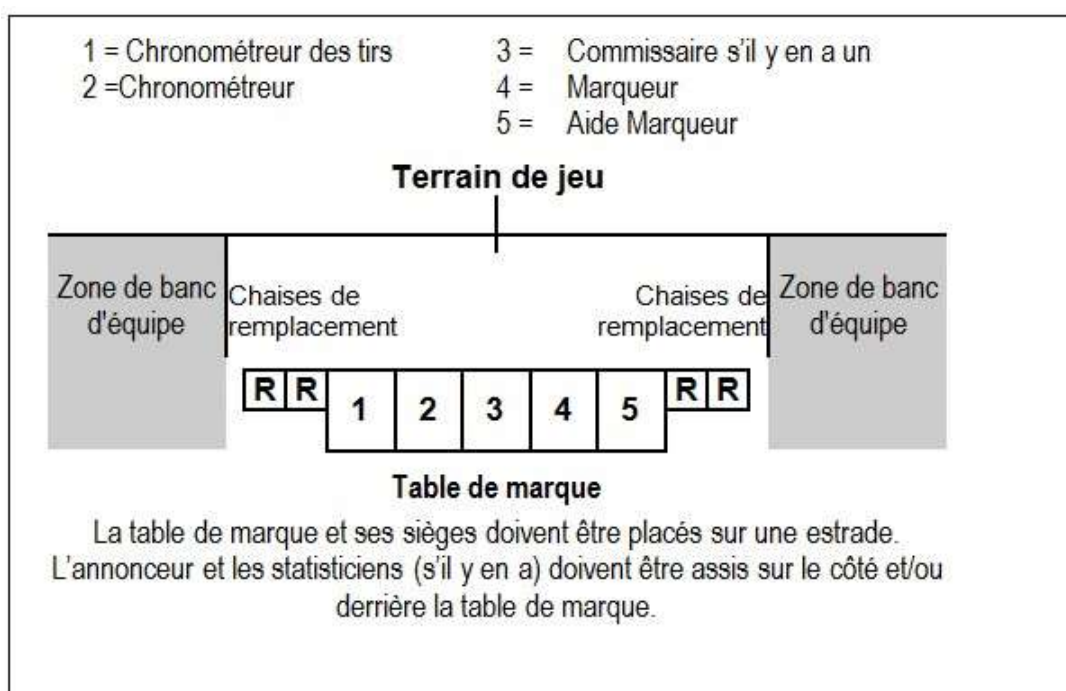 1 = Chronométreur des tirs
2 =Chronométreur
3 = Commissaire s'il y en a un
4 = Marqueur
5 = Aide Marqueur
Terrain de jeu
Zone de banc
d'équipe
Chaises de
remplacement
Chaises de
remplacement
Zone de banc
d'équipe
R R 1 2 3 4 5 R R
Table de marque
La table de marque et ses sièges doivent être placés sur une estrade.
L'annonceur et les statisticiens (s'il y en a) doivent être assis sur le côté et/ou
derrière la table de marque.